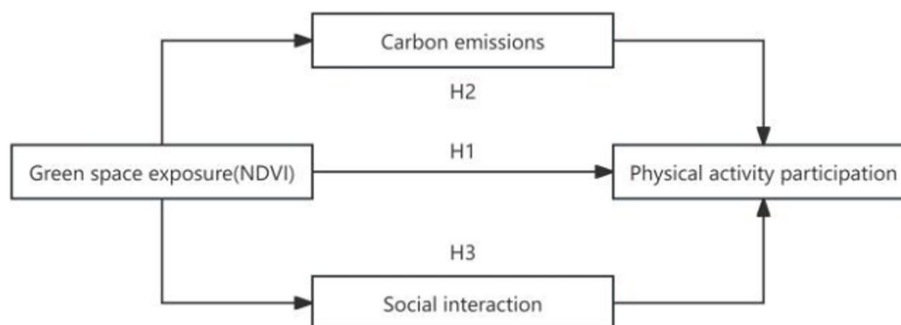 Carbon emissions
H2
H1
Green space exposure(NDVI)
Physical activity participation
H3
Social interaction